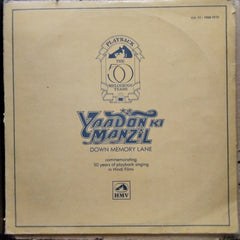 PLAYBACK
THE
50
MELODIOUS
YEARS
YAADON KI
MANZIL
DOWN MEMORY LANE
commemorating
50 years of playback singing
in Hindi Films
HMV